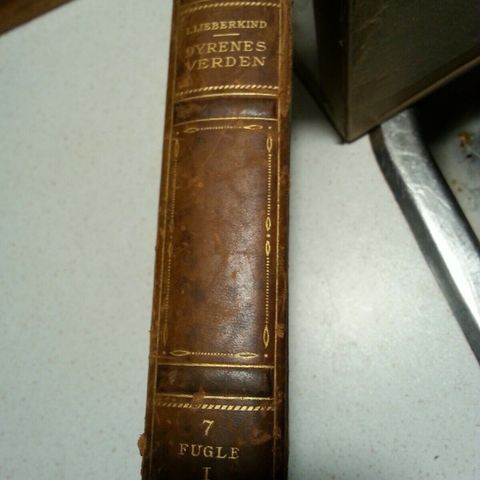 I. LIEBERKIND
DYRENES
VERDEN
7
FUGLE
I